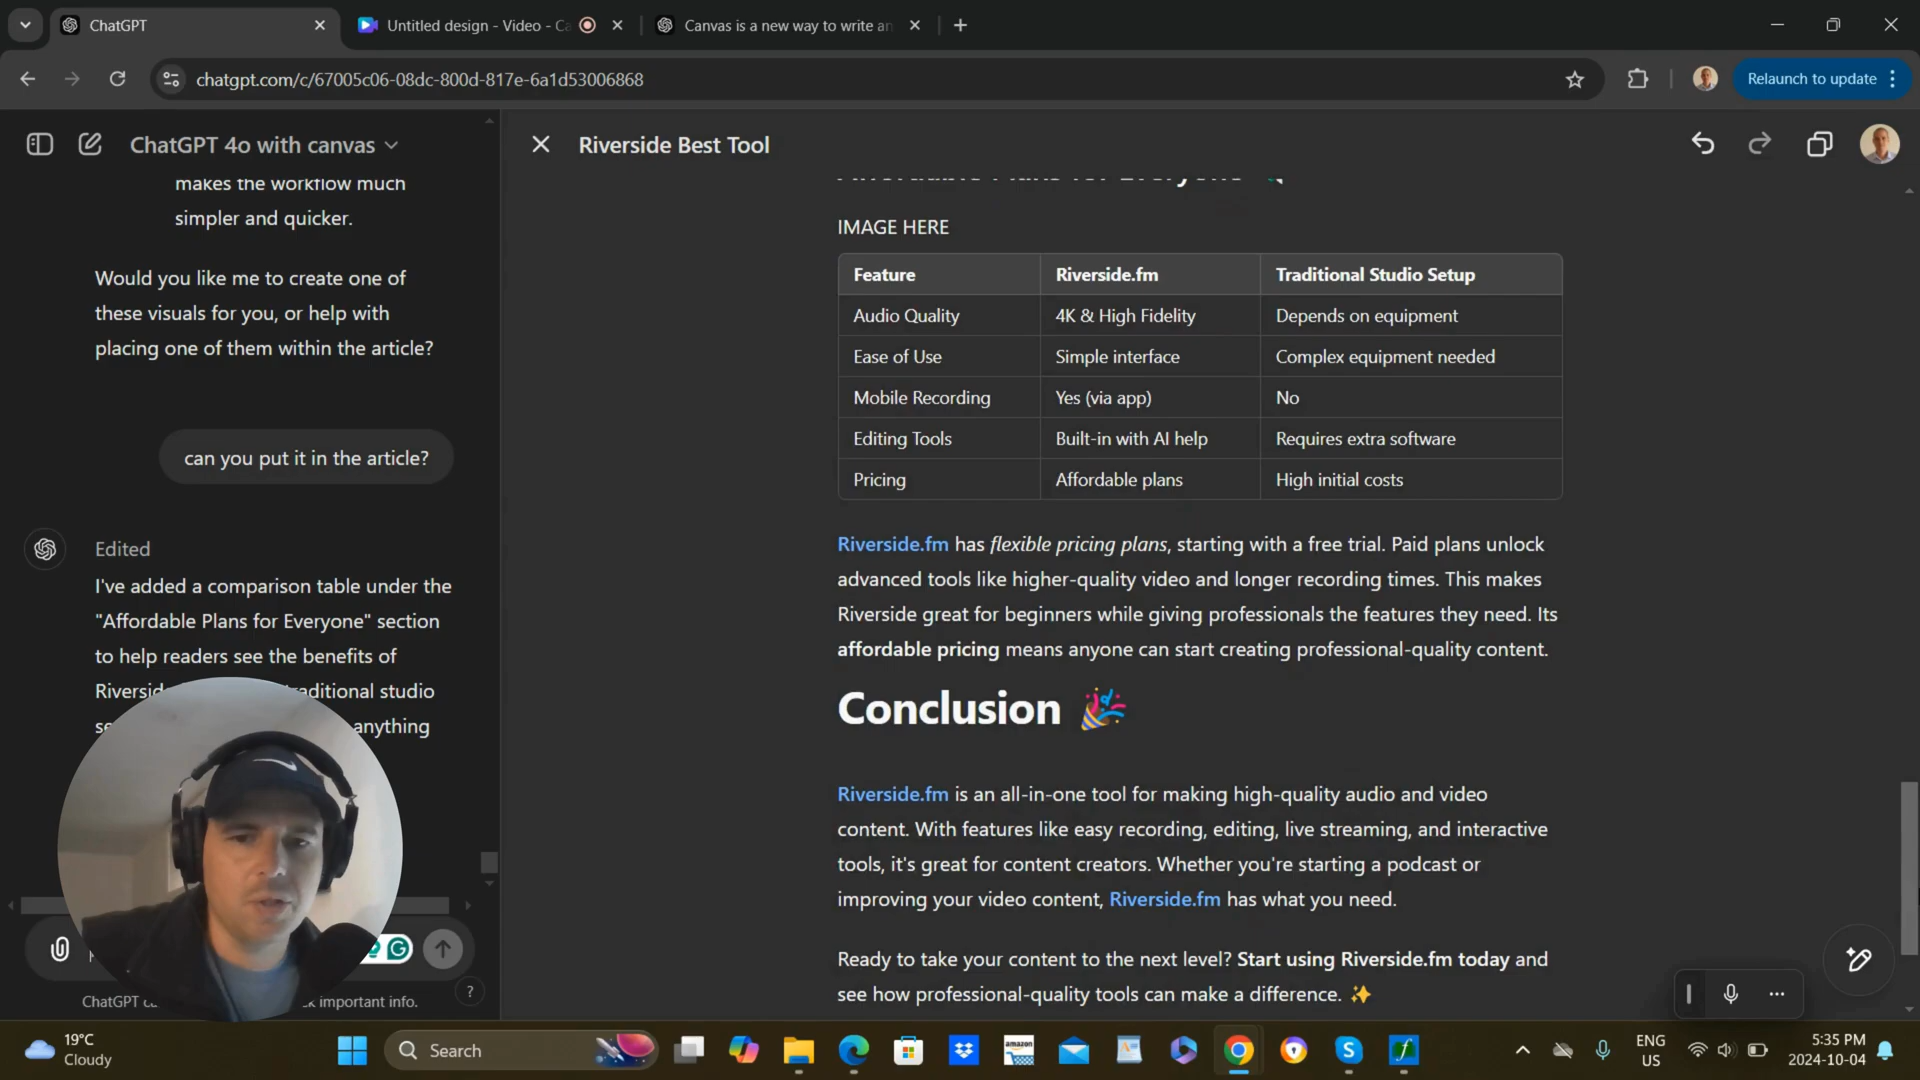 ChatGPT
Untitled design - Video - Ca
Canvas is a new way to write an
chatgpt.com/c/67005c06-08dc-800d-817e-6a1d53006868
Relaunch to update
ChatGPT 4o with canvas
makes the workflow much
simpler and quicker.
Would you like me to create one of
these visuals for you, or help with
placing one of them within the article?
can you put it in the article?
Edited
I've added a comparison table under the
"Affordable Plans for Everyone" section
to help readers see the benefits of
traditional studio
anything
important info.
?
Riverside Best Tool
Affordable Plans for Everyone
IMAGE HERE
Feature Riverside.fm Traditional Studio Setup
Audio Quality 4K & High Fidelity Depends on equipment
Ease of Use Simple interface Complex equipment needed
Mobile Recording Yes (via app) No
Editing Tools Built-in with AI help Requires extra software
Pricing Affordable plans High initial costs
Riverside.fm has flexible pricing plans, starting with a free trial. Paid plans unlock
advanced tools like higher-quality video and longer recording times. This makes
Riverside great for beginners while giving professionals the features they need. Its
affordable pricing means anyone can start creating professional-quality content.
Conclusion 🎉
Riverside.fm is an all-in-one tool for making high-quality audio and video
content. With features like easy recording, editing, live streaming, and interactive
tools, it's great for content creators. Whether you're starting a podcast or
improving your video content, Riverside.fm has what you need.
Ready to take your content to the next level? Start using Riverside.fm today and
see how professional-quality tools can make a difference. ✨
19°C
Cloudy
Search
amazon
ENG
US
5:35 PM
2024-10-04